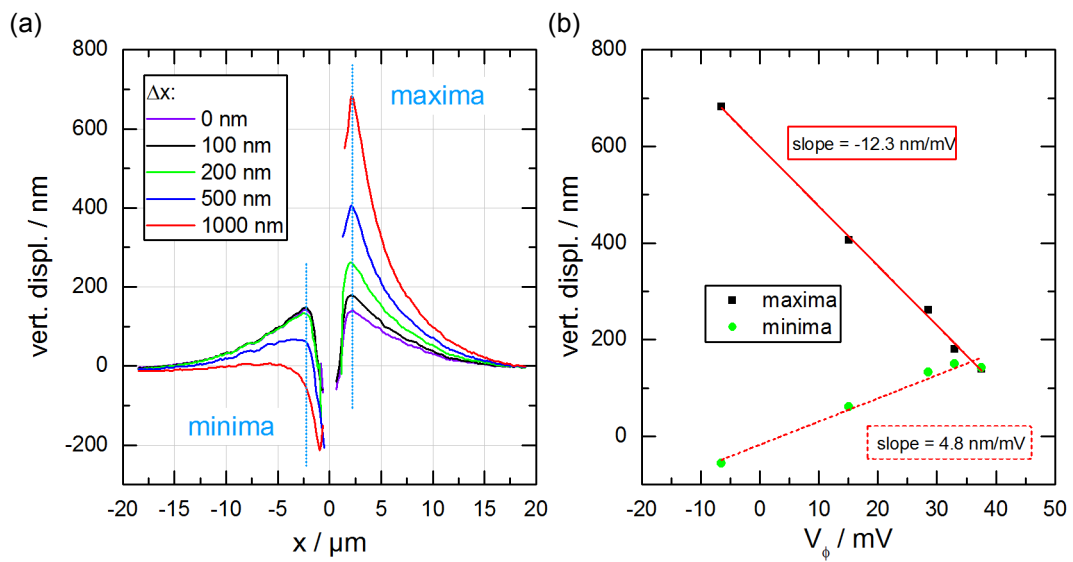 (a)
800
600
400
200
0
-200
vert. displ. / nm
Δx:
0 nm
100 nm
200 nm
500 nm
1000 nm
maxima
minima
-20 -15 -10 -5 0 5 10 15 20
x / µm
(b)
800
600
400
200
0
vert. displ. / nm
slope = -12.3 nm/mV
maxima
minima
slope = 4.8 nm/mV
-20 -10 0 10 20 30 40 50
Vϕ / mV